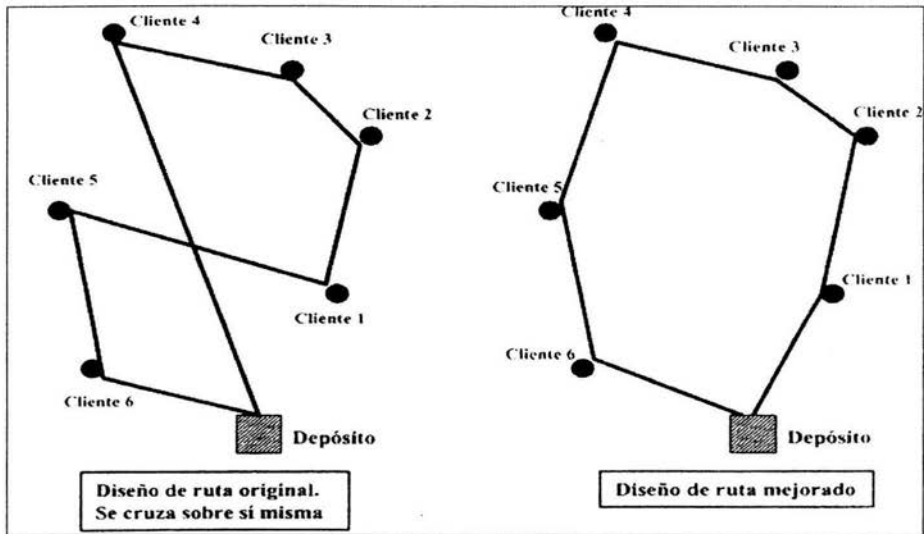 Cliente 4
Cliente 3
Cliente 2
Cliente 5
Cliente 1
Cliente 6
Depósito
Diseño de ruta original.
Se cruza sobre sí misma
Cliente 4
Cliente 3
Cliente 2
Cliente 5
Cliente 1
Cliente 6
Depósito
Diseño de ruta mejorado